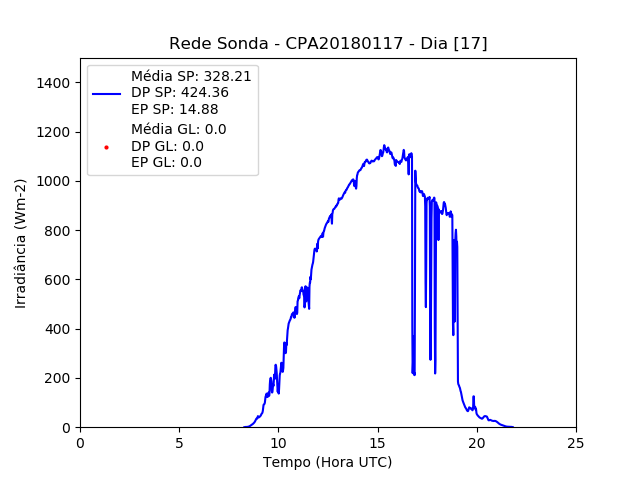 Rede Sonda - CPA20180117 - Dia [17]
Média SP: 328.21
DP SP: 424.36
EP SP: 14.88
Média GL: 0.0
DP GL: 0.0
EP GL: 0.0
Irradiância (Wm-2)
1400
1200
1000
800
600
400
200
0
0 5 10 15 20 25
Tempo (Hora UTC)